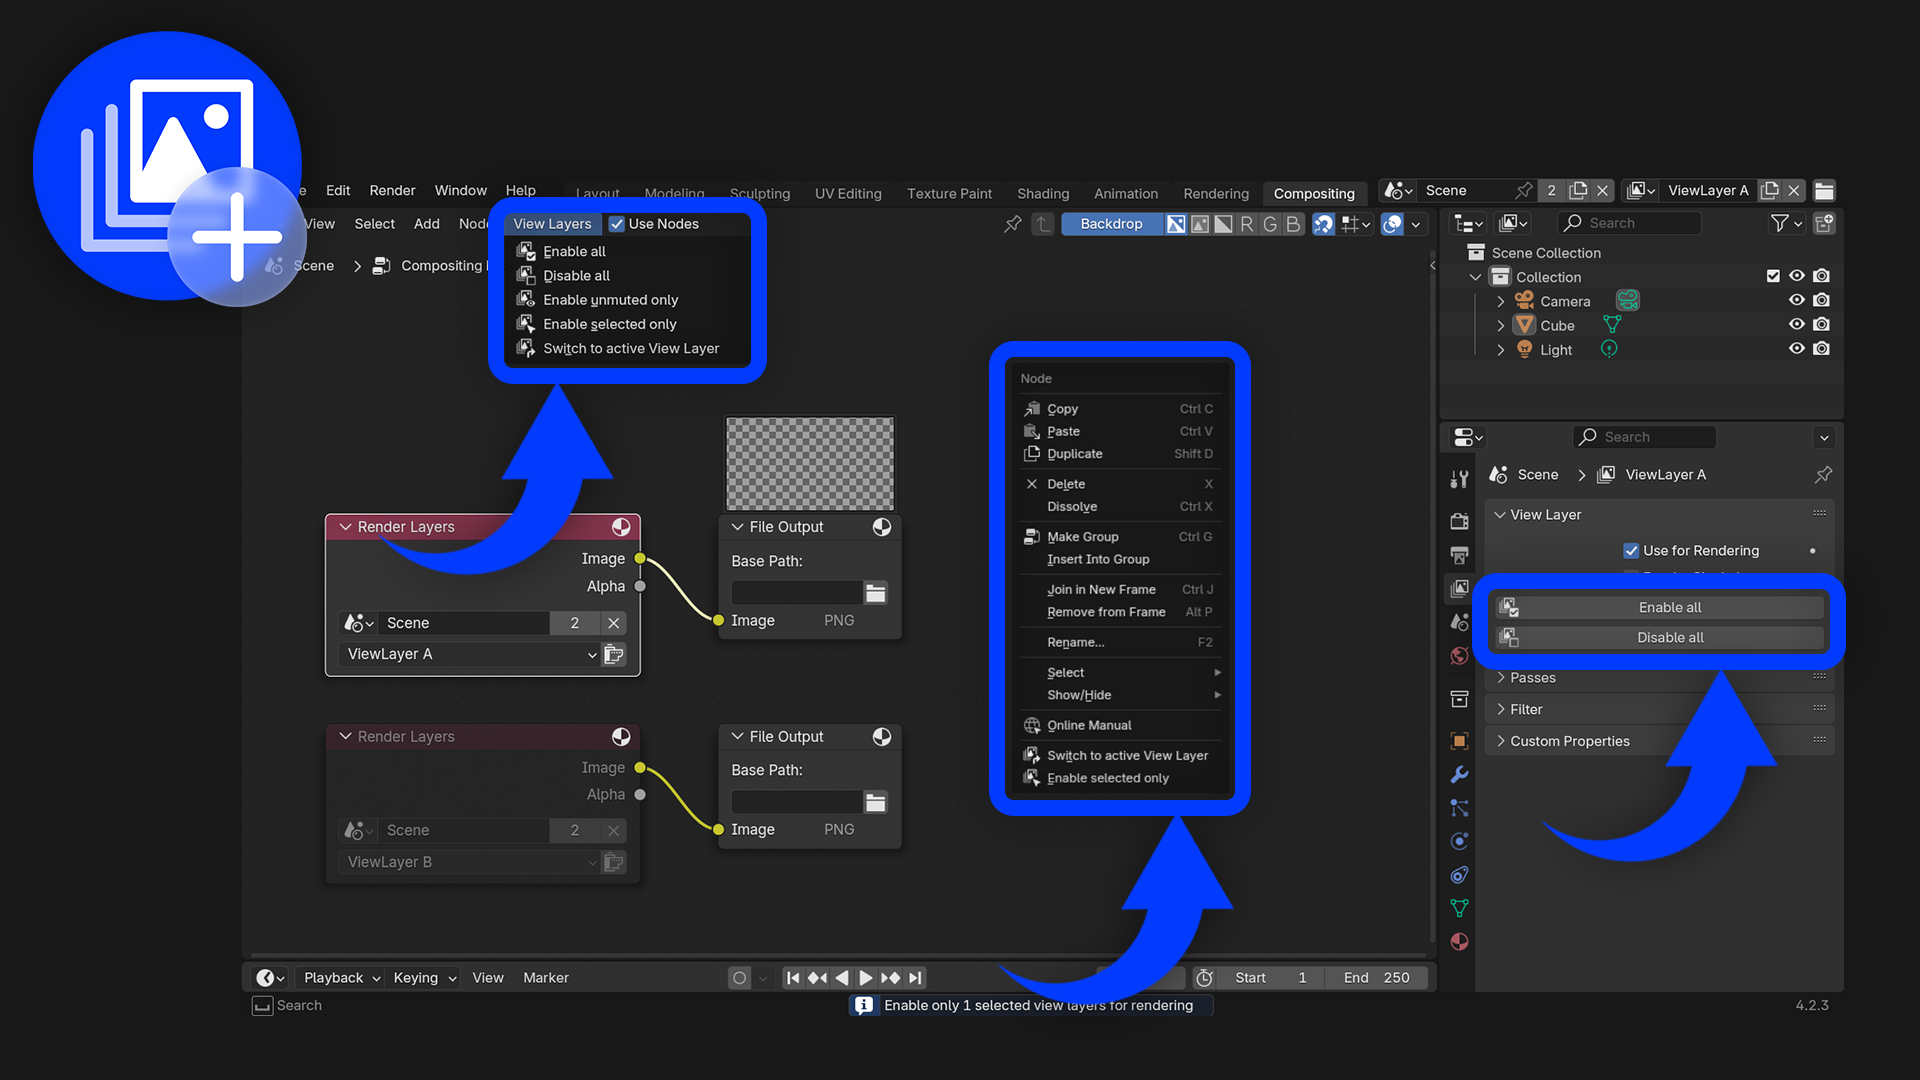 Edit Render Window Help
Layout Modeling Sculpting UV Editing Texture Paint Shading Animation Rendering Compositing
Scene 2 ViewLayer A
View Select Add Node View Layers Use Nodes
Backdrop R G B
Search
Scene > Compositing
Enable all
Disable all
Enable unmuted only
Enable selected only
Switch to active View Layer
Scene Collection
Collection
Camera
Cube
Light
Node
Copy Ctrl C
Paste Ctrl V
Duplicate Shift D
Delete X
Dissolve Ctrl X
Make Group Ctrl G
Insert Into Group
Join in New Frame Ctrl J
Remove from Frame Alt P
Rename... F2
Select
Show/Hide
Online Manual
Switch to active View Layer
Enable selected only
Render Layers
Image
Alpha
Scene 2
ViewLayer A
File Output
Base Path:
Image PNG
Render Layers
Image
Alpha
Scene 2
ViewLayer B
File Output
Base Path:
Image PNG
Search
Scene > ViewLayer A
View Layer
Use for Rendering
Enable all
Disable all
Passes
Filter
Custom Properties
Playback Keying View Marker
Start 1 End 250
Search
Enable only 1 selected view layers for rendering
4.2.3